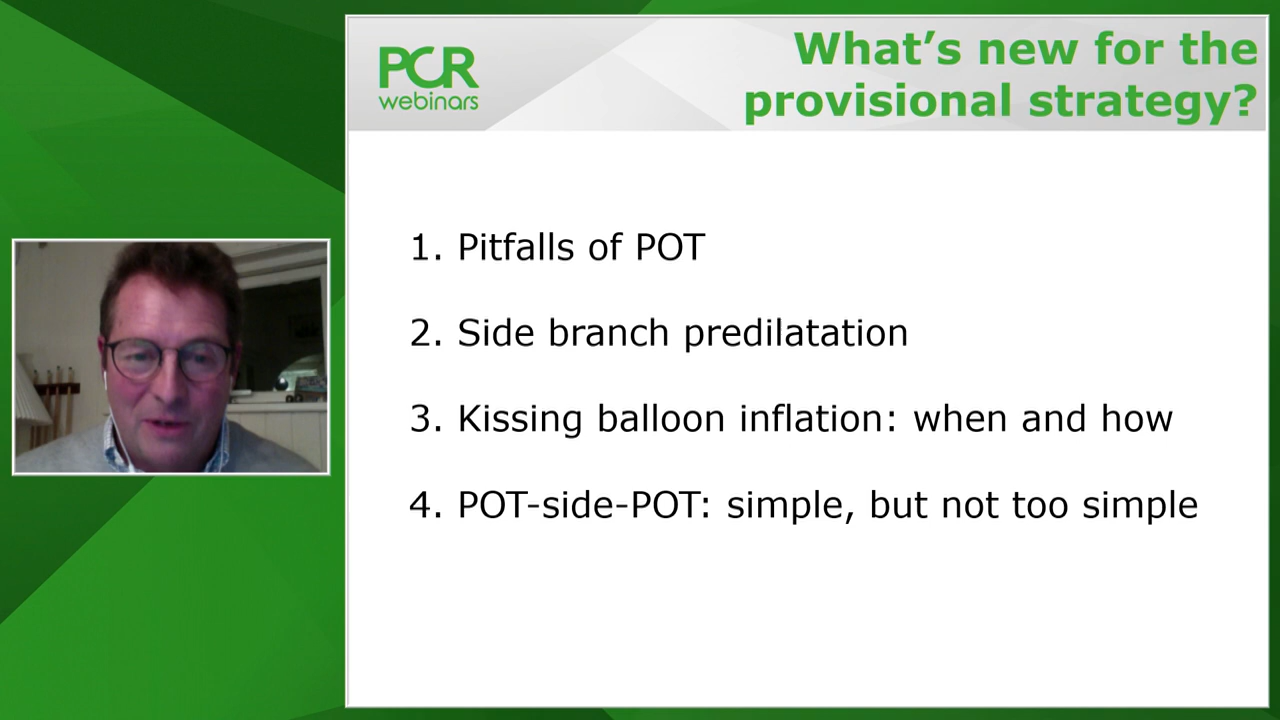 PCR
webinars
What’s new for the
provisional strategy?
1. Pitfalls of POT
2. Side branch predilatation
3. Kissing balloon inflation: when and how
4. POT-side-POT: simple, but not too simple